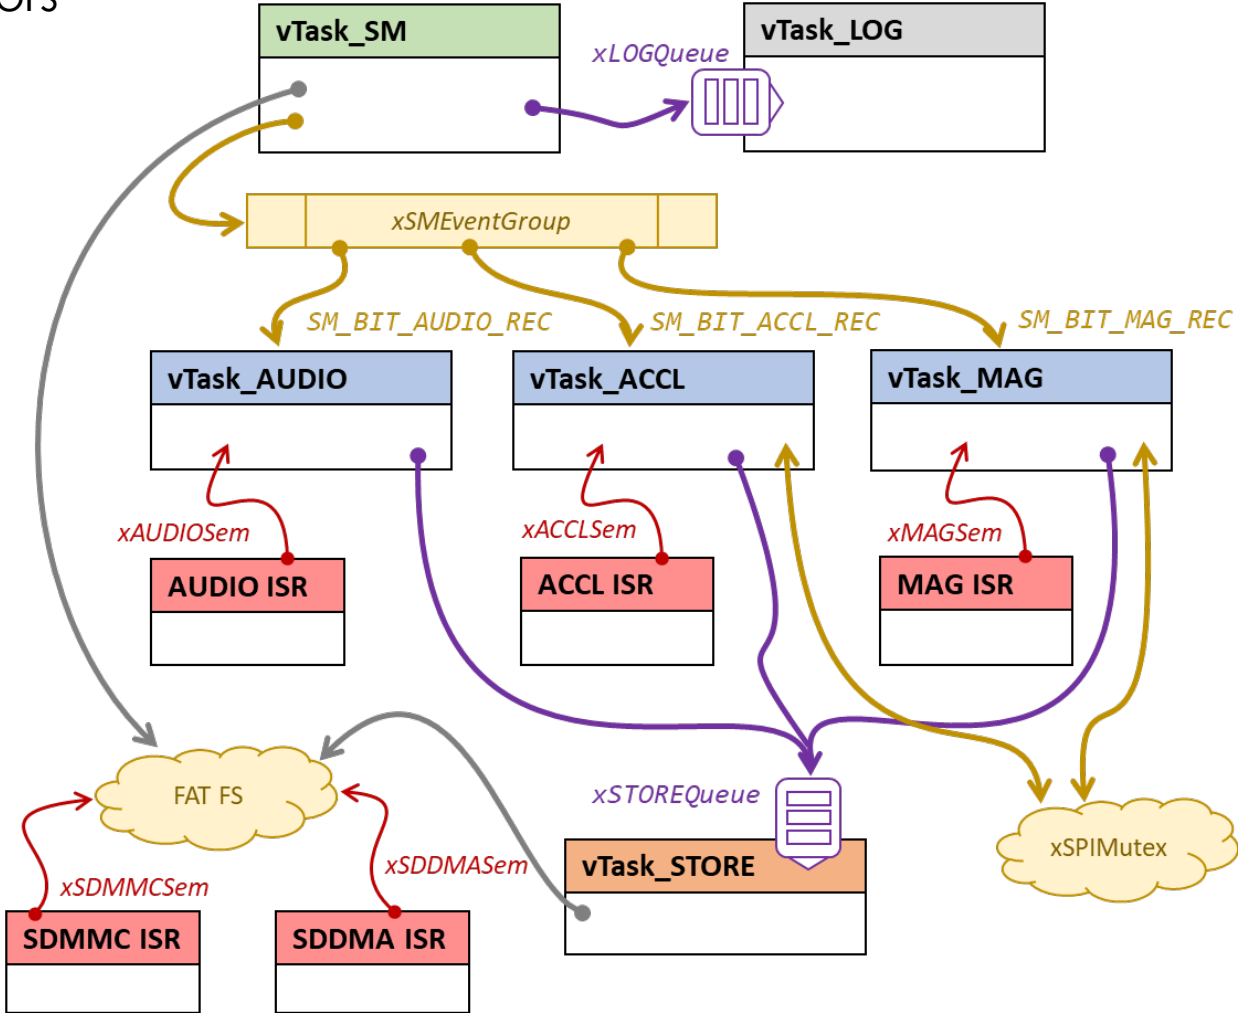 vTask_SM
vTask_LOG
xLOGQueue
xSMEventGroup
SM_BIT_AUDIO_REC
SM_BIT_ACCL_REC
SM_BIT_MAG_REC
vTask_AUDIO
vTask_ACCL
vTask_MAG
xAUDIOSem
xACCLSem
xMAGSem
AUDIO ISR
ACCL ISR
MAG ISR
FAT FS
xSTOREQueue
xSPIMutex
vTask_STORE
xSDDMASem
xSDMMCSem
SDMMC ISR
SDDMA ISR